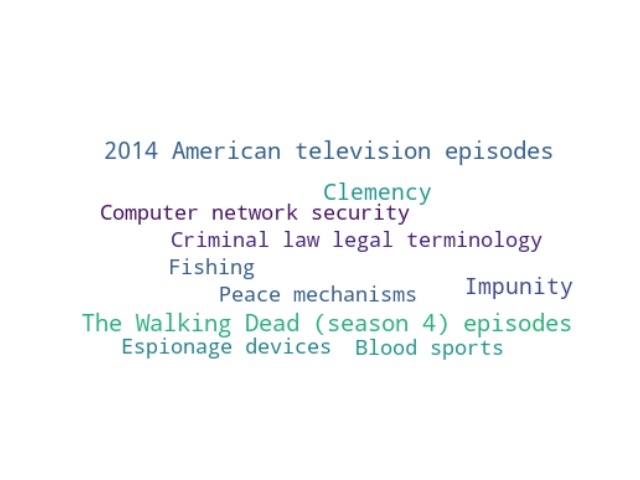 2014 American television episodes
Clemency
Computer network security
Criminal law legal terminology
Fishing
Impunity
Peace mechanisms
The Walking Dead (season 4) episodes
Espionage devices
Blood sports